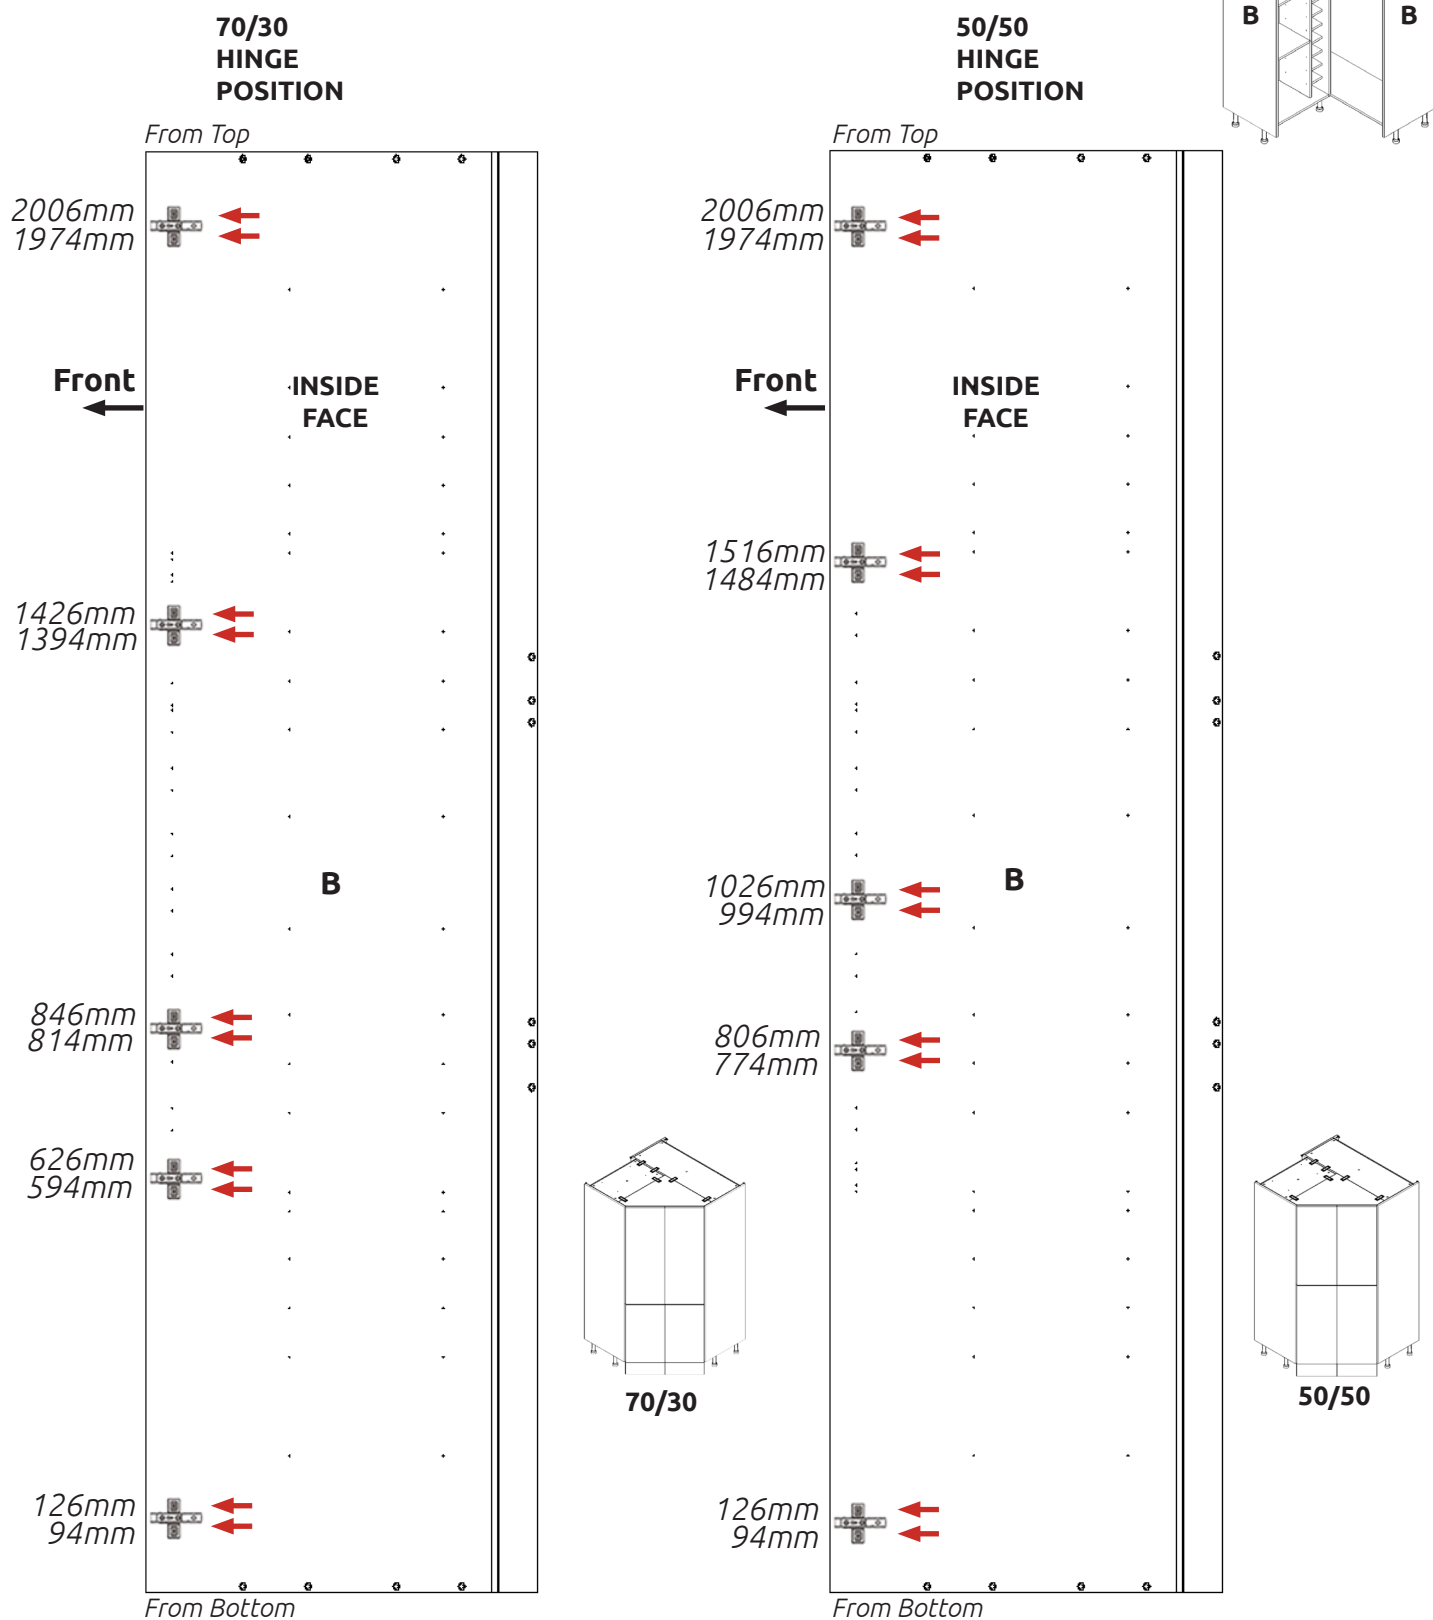 70/30
HINGE
POSITION
From Top
2006mm
1974mm
Front
INSIDE
FACE
1426mm
1394mm
B
846mm
814mm
626mm
594mm
70/30
126mm
94mm
From Bottom
50/50
HINGE
POSITION
B
B
From Top
2006mm
1974mm
Front
INSIDE
FACE
1516mm
1484mm
1026mm
994mm
B
806mm
774mm
50/50
126mm
94mm
From Bottom